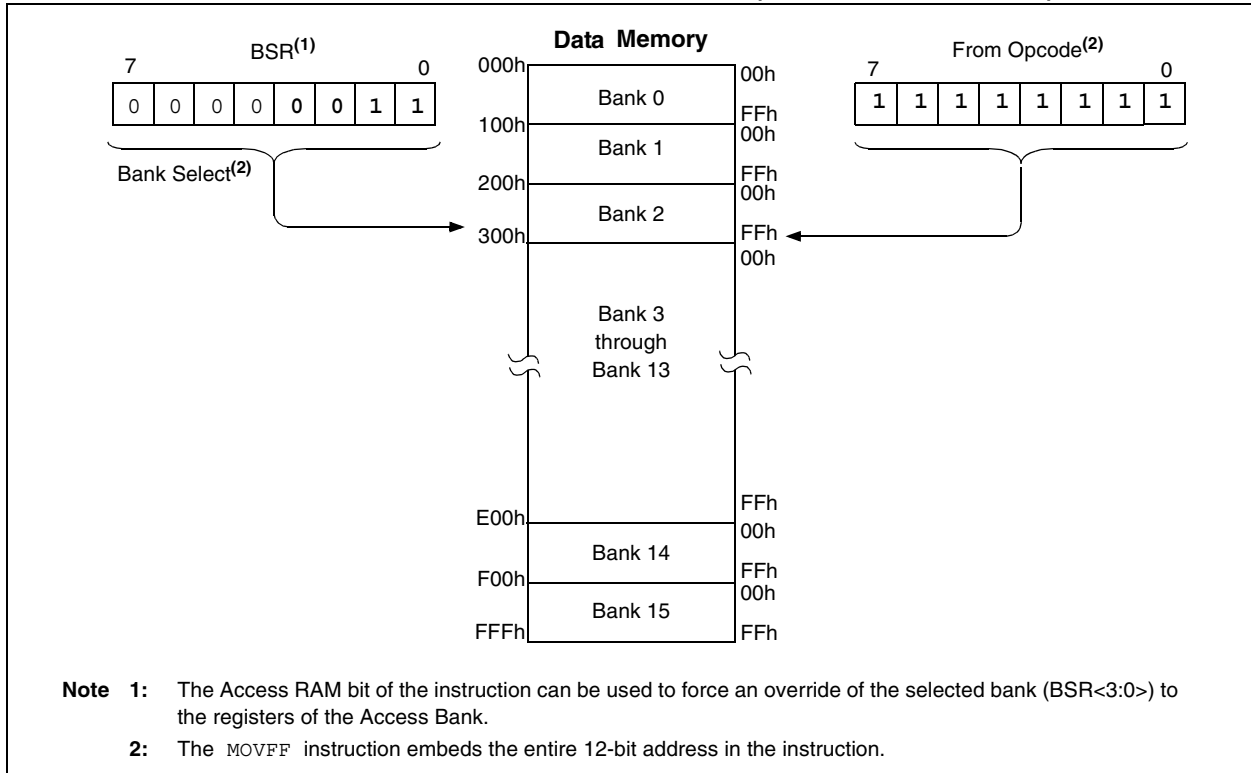 Data Memory
BSR(1)
7 0
0 0 0 0 0 0 1 1
Bank Select(2)
From Opcode(2)
7 0
1 1 1 1 1 1 1 1
000h
Bank 0
00h
FFh
100h
Bank 1
00h
FFh
200h
Bank 2
00h
FFh
300h
Bank 3
through
Bank 13
00h
FFh
E00h
Bank 14
00h
FFh
F00h
Bank 15
00h
FFFh
FFh
Note 1: The Access RAM bit of the instruction can be used to force an override of the selected bank (BSR<3:0>) to
the registers of the Access Bank.
2: The MOVFF instruction embeds the entire 12-bit address in the instruction.